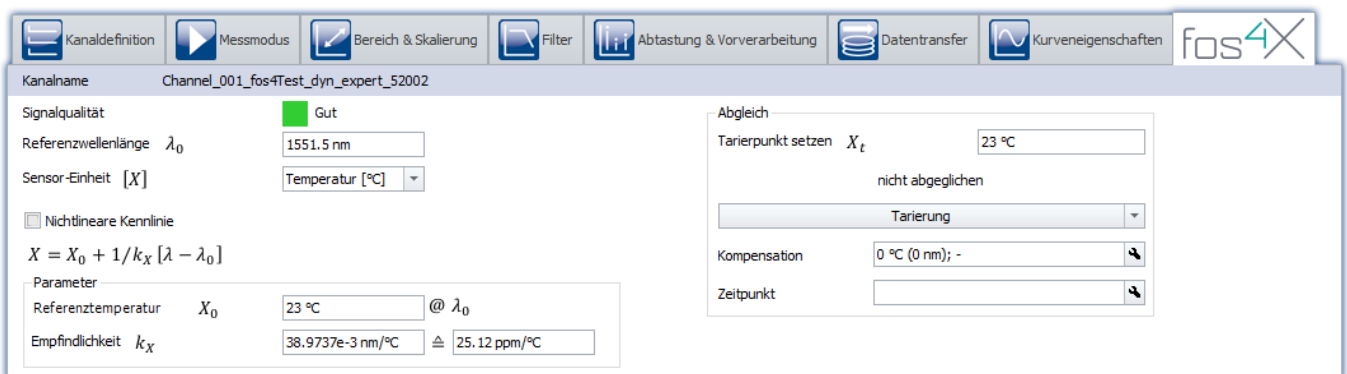 Kanaldefinition Messmodus Bereich & Skalierung Filter Abtastung & Vorverarbeitung Datentransfer Kurveneigenschaften fos4X
Kanalname Channel_001_fos4Test_dyn_expert_52002
Signalqualität Gut
Referenzwellenlänge λ₀ 1551.5 nm
Sensor-Einheit [X] Temperatur [°C]
Nichtlineare Kennlinie
X = X₀ + 1/kₓ [λ − λ₀]
Parameter
Referenztemperatur X₀ 23 °C @ λ₀
Empfindlichkeit kₓ 38.9737e-3 nm/°C ≙ 25.12 ppm/°C
Abgleich
Tarierpunkt setzen Xₜ 23 °C
nicht abgeglichen
Tarierung
Kompensation 0 °C (0 nm); -
Zeitpunkt